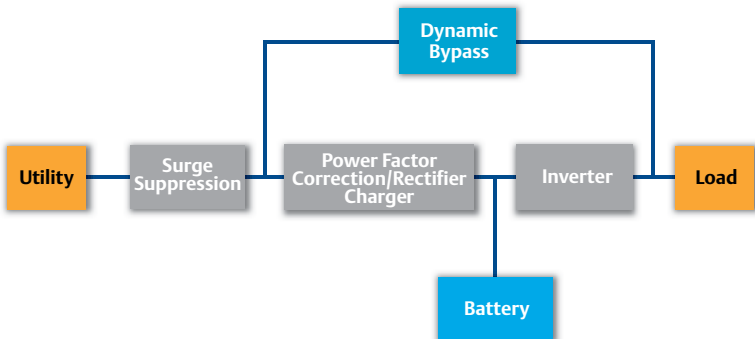 Dynamic
Bypass
Utility
Surge
Suppression
Power Factor
Correction/Rectifier
Charger
Inverter
Load
Battery